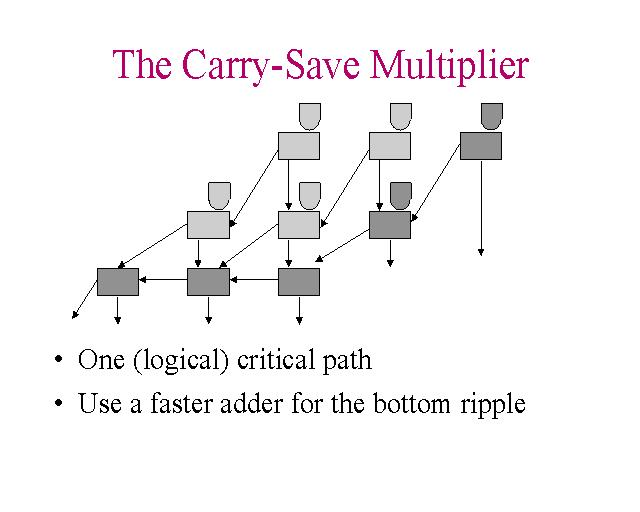 The Carry-Save Multiplier
• One (logical) critical path
• Use a faster adder for the bottom ripple